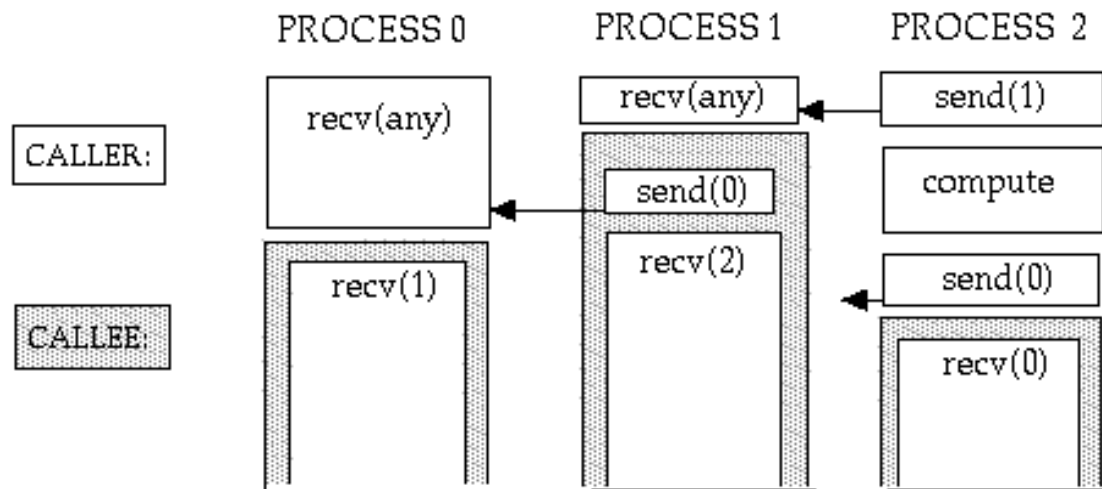 PROCESS 0
PROCESS 1
PROCESS 2
recv(any)
recv(any)
send(1)
CALLER:
compute
send(0)
recv(1)
recv(2)
send(0)
CALLEE:
recv(0)